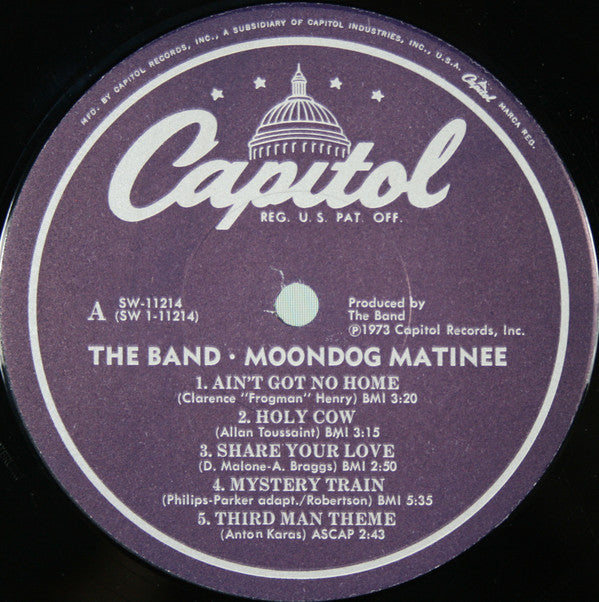 MFD. BY CAPITOL RECORDS, INC., A SUBSIDIARY OF CAPITOL INDUSTRIES, INC., U.S.A. Capitol MARCA REG.
Capitol
REG. U.S. PAT. OFF.
A
SW-11214
(SW 1-11214)
Produced by
The Band
Ⓟ1973 Capitol Records, Inc.
THE BAND · MOONDOG MATINEE
1. AIN'T GOT NO HOME
(Clarence "Frogman" Henry) BMI 3:20
2. HOLY COW
(Allan Toussaint) BMI 3:15
3. SHARE YOUR LOVE
(D. Malone-A. Braggs) BMI 2:50
4. MYSTERY TRAIN
(Philips-Parker adapt./Robertson) BMI 5:35
5. THIRD MAN THEME
(Anton Karas) ASCAP 2:43